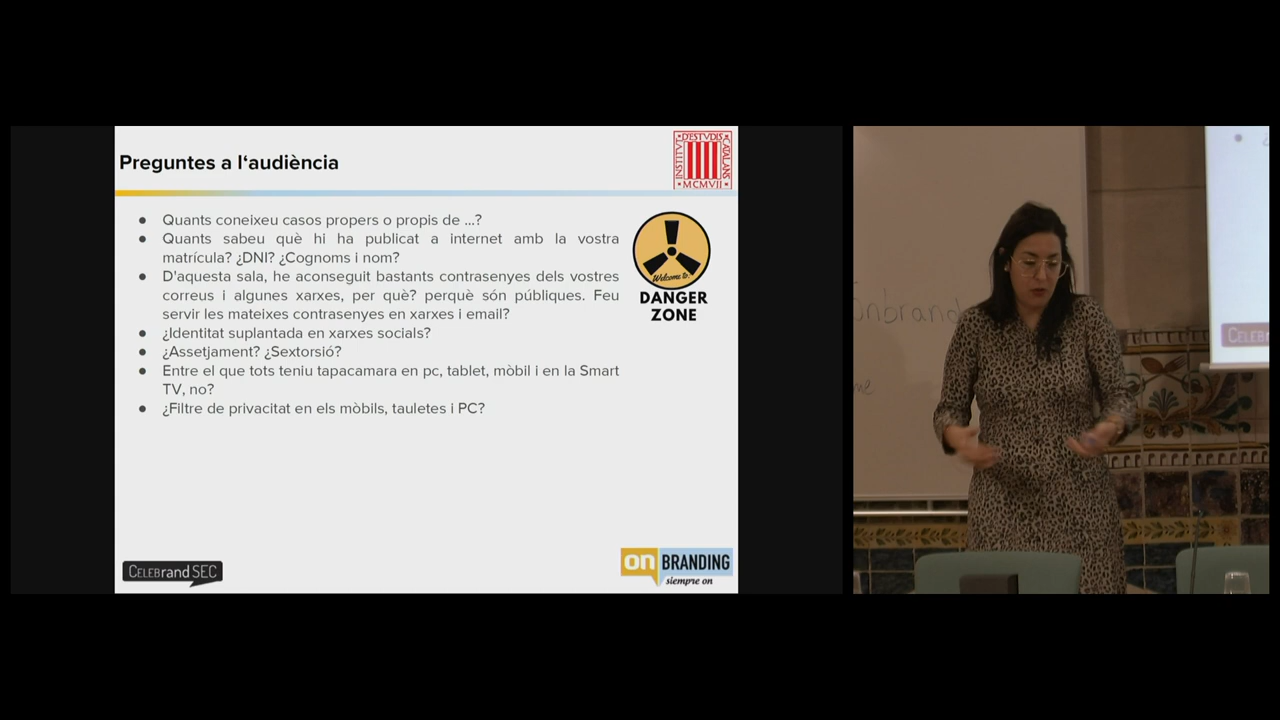 Preguntes a l‘audiència
INSTITVT D'ESTVDIS CATALANS
MCMVII
● Quants coneixeu casos propers o propis de ...?
● Quants sabeu què hi ha publicat a internet amb la vostra
matrícula? ¿DNI? ¿Cognoms i nom?
● D'aquesta sala, he aconseguit bastants contrasenyes dels vostres
correus i algunes xarxes, per què? perquè són públiques. Feu
servir les mateixes contrasenyes en xarxes i email?
● ¿Identitat suplantada en xarxes socials?
● ¿Assetjament? ¿Sextorsió?
● Entre el que tots teniu tapacamara en pc, tablet, mòbil i en la Smart
TV, no?
● ¿Filtre de privacitat en els mòbils, tauletes i PC?
Welcome to:
DANGER
ZONE
CELEBrand SEC
on BRANDING
siempre on
onbrand
CELEB